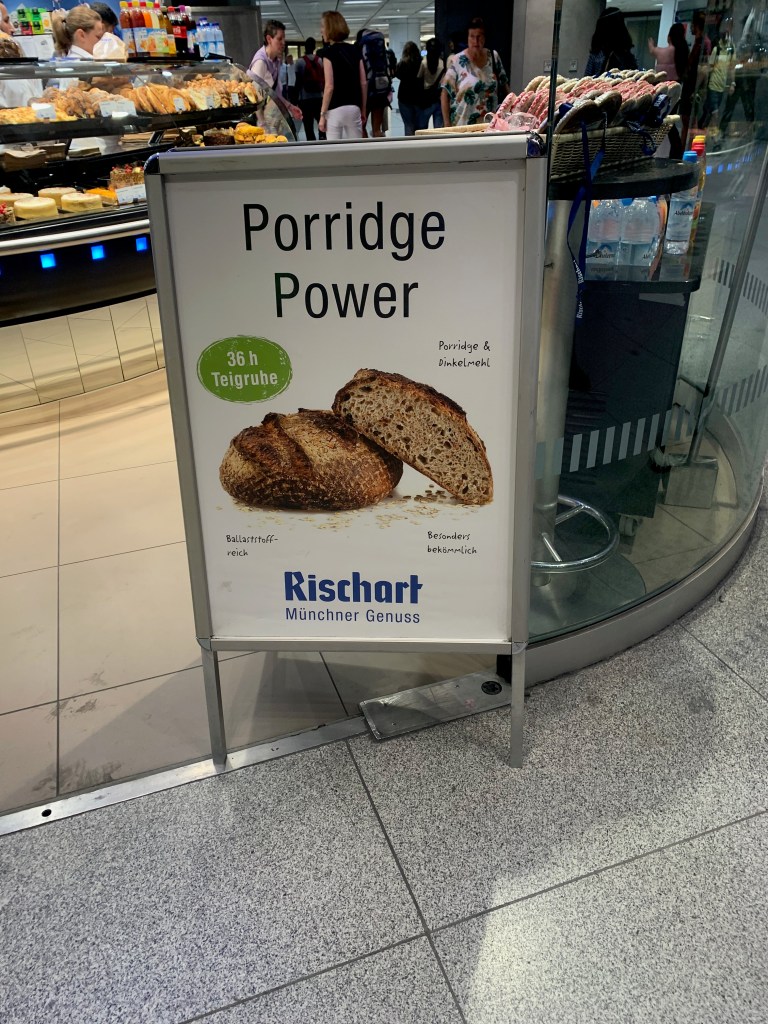 Porridge
Power
36 h
Teigruhe
Porridge &
Dinkelmehl
Ballaststoff-
reich
Besonders
bekömmlich
Rischart
Münchner Genuss